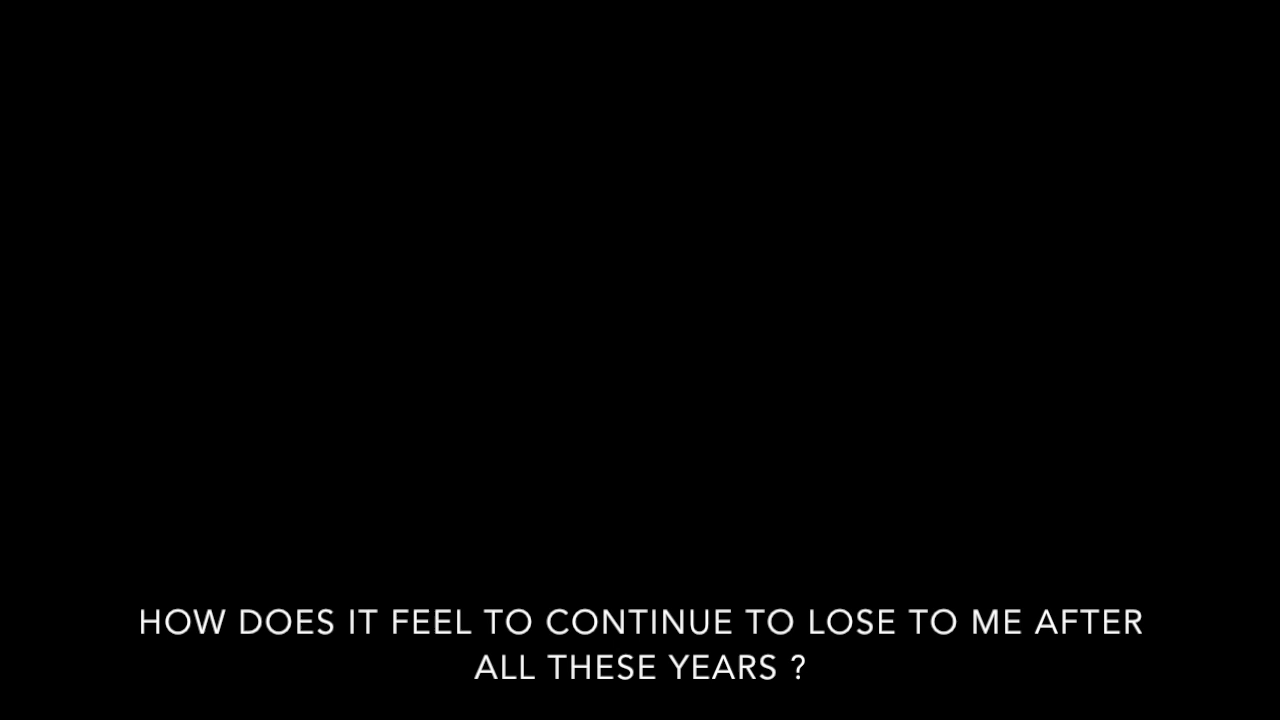 HOW DOES IT FEEL TO CONTINUE TO LOSE TO ME AFTER
ALL THESE YEARS ?